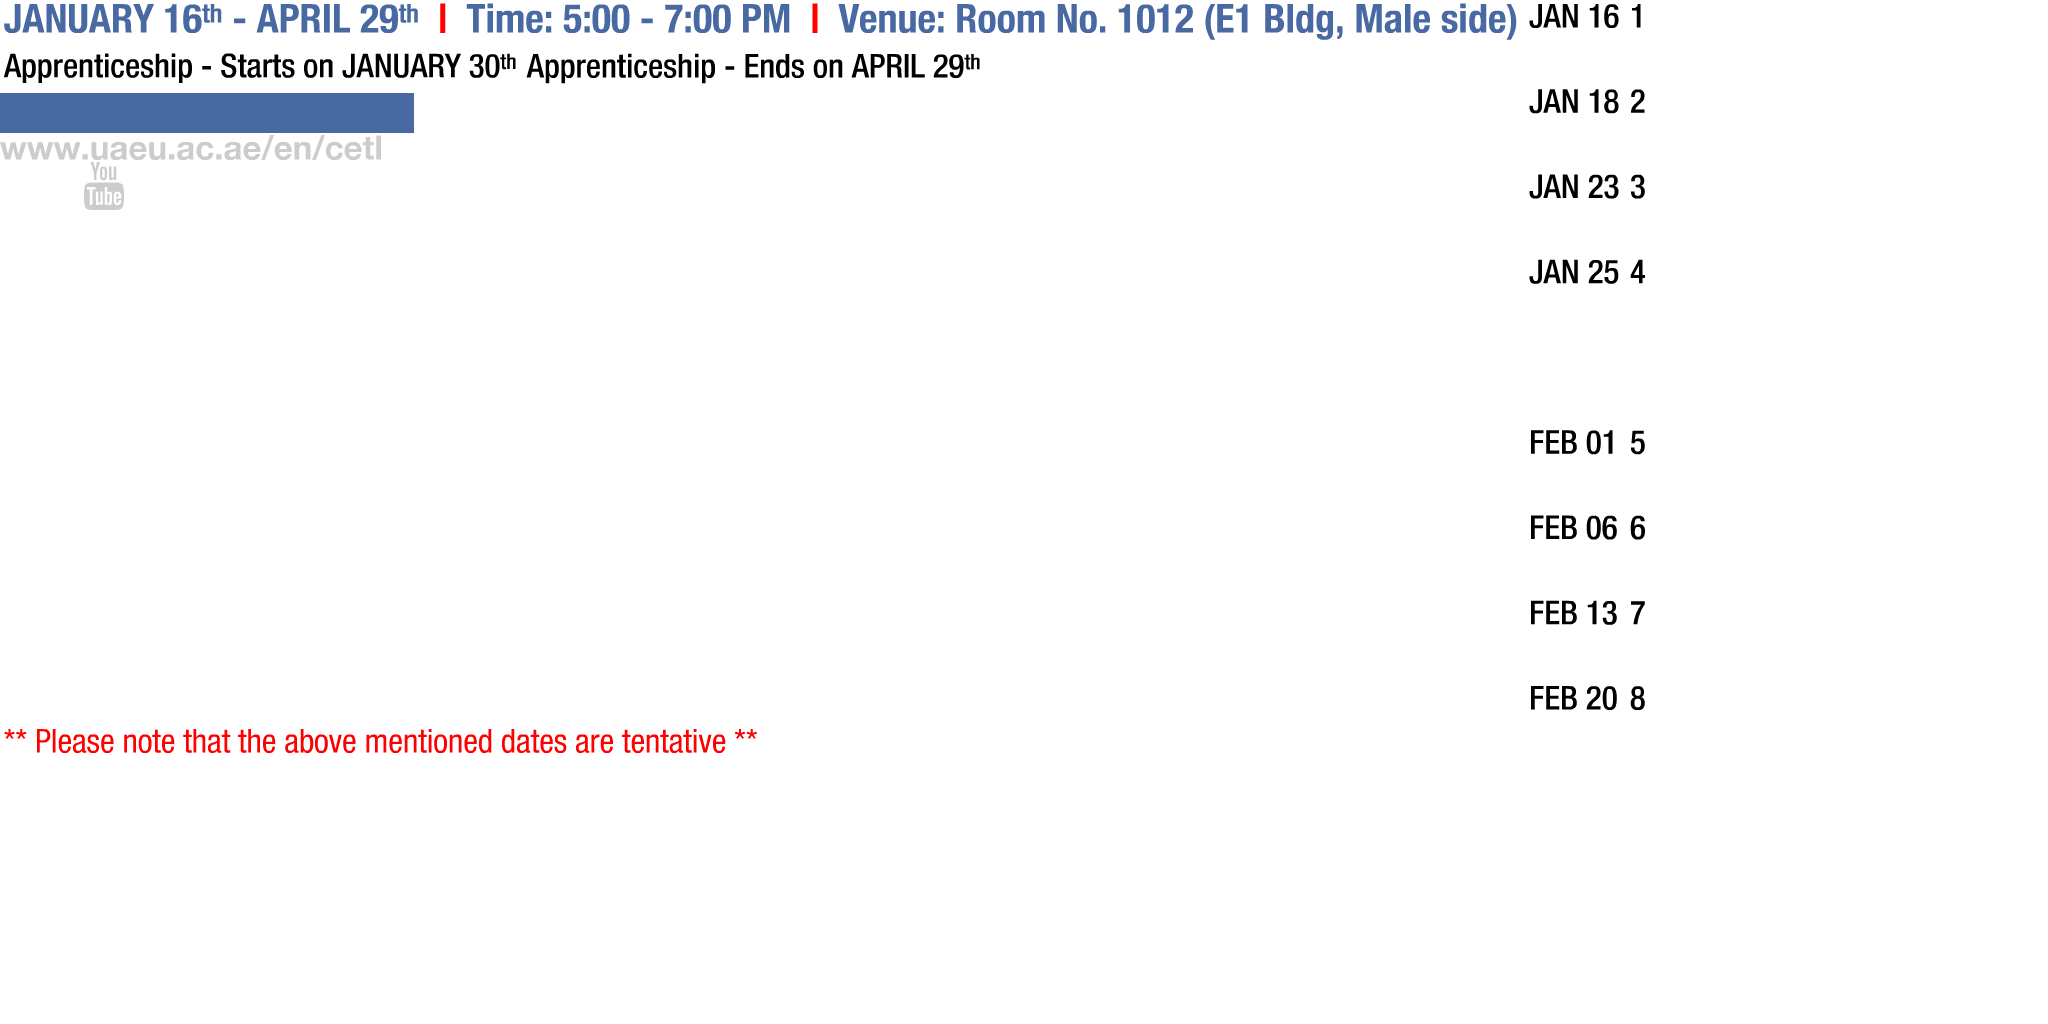 JANUARY 16th - APRIL 29th | Time: 5:00 - 7:00 PM | Venue: Room No. 1012 (E1 Bldg, Male side)
Apprenticeship - Starts on JANUARY 30th Apprenticeship - Ends on APRIL 29th
www.uaeu.ac.ae/en/cetl
You
Tube
JAN 16 1
JAN 18 2
JAN 23 3
JAN 25 4
FEB 01 5
FEB 06 6
FEB 13 7
FEB 20 8
** Please note that the above mentioned dates are tentative **